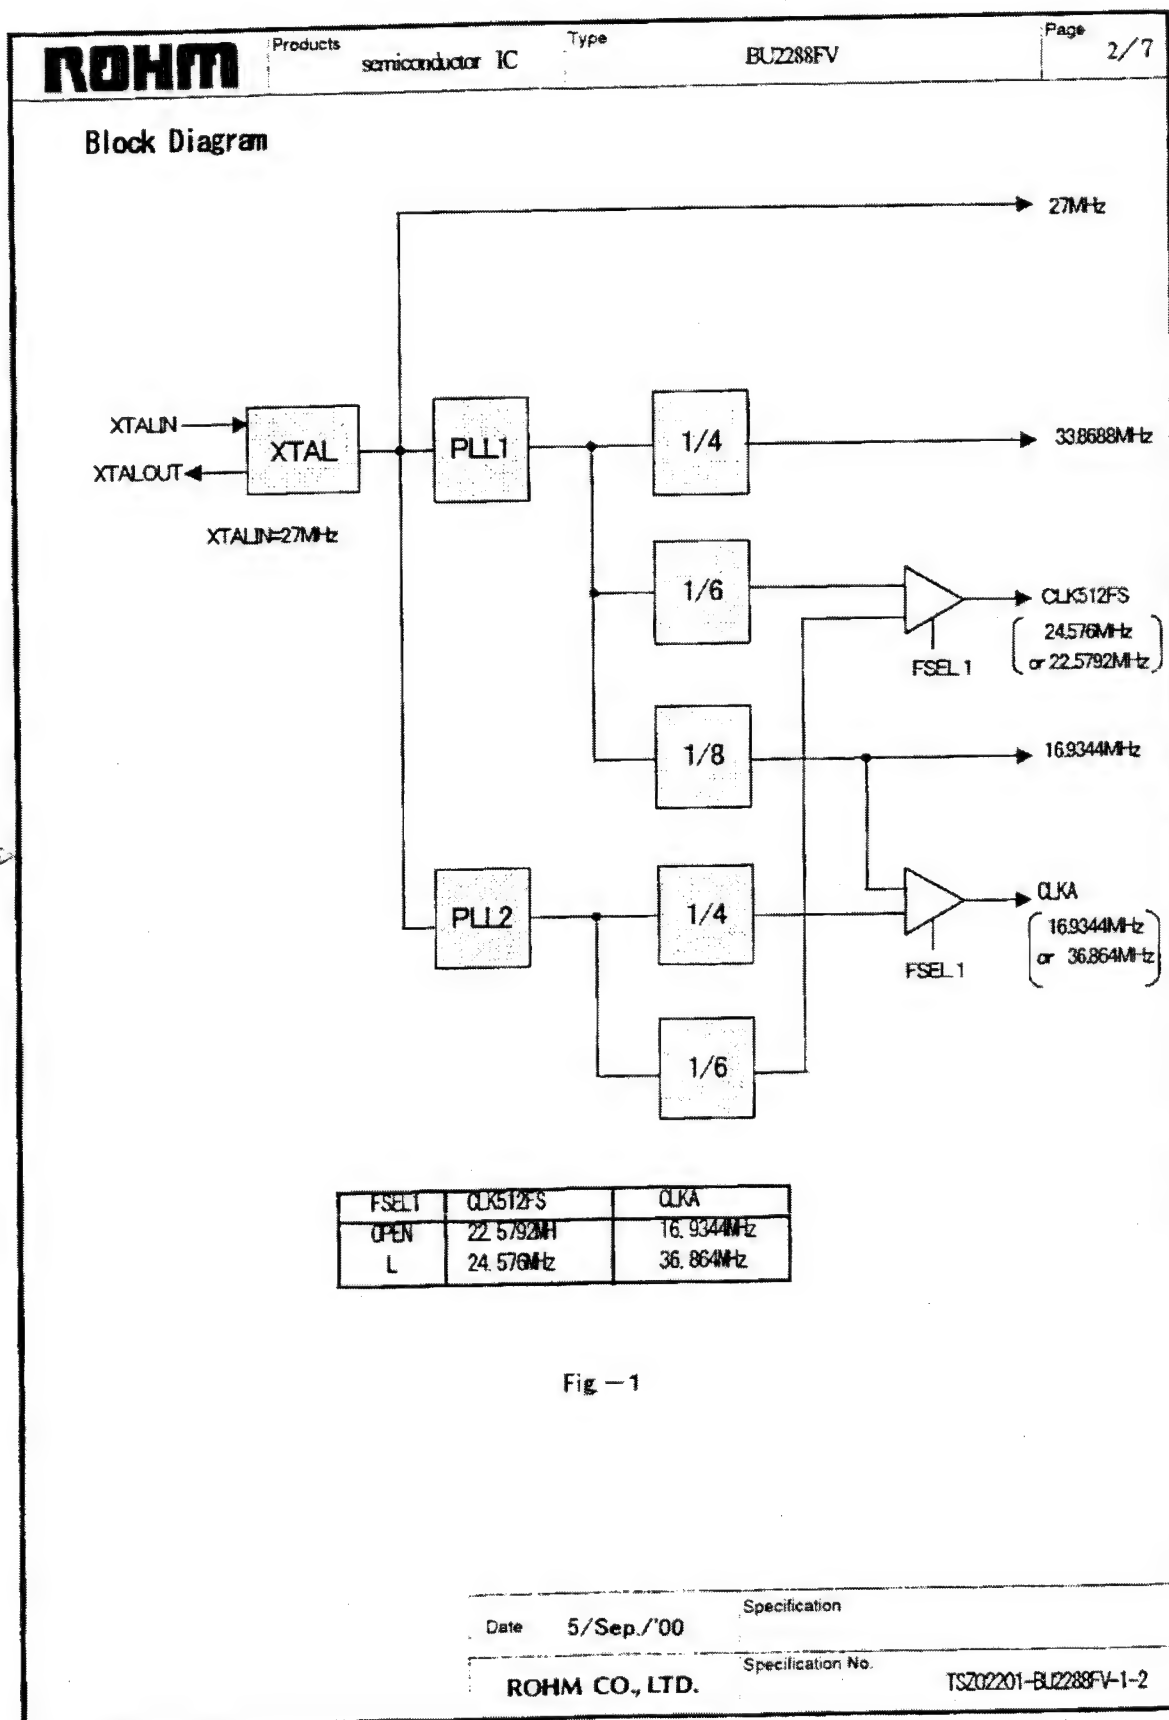 ROHM
Products
semiconductor IC
Type
BU2288FV
Page
2/7
Block Diagram
27MHz
XTALIN
XTALOUT
XTAL
PLL1
1/4
33.8688MHz
XTALIN=27MHz
1/6
CLK512FS
24.576MHz
or 22.5792MHz
FSEL1
1/8
16.9344MHz
PLL2
1/4
CLKA
16.9344MHz
or 36.864MHz
FSEL1
1/6
FSEL1 CLK512FS CLKA
OPEN 22.5792MH 16.9344MHz
L 24.576MHz 36.864MHz
Fig－1
Date 5/Sep./'00
Specification
ROHM CO., LTD.
Specification No.
TSZ02201-BU2288FV-1-2